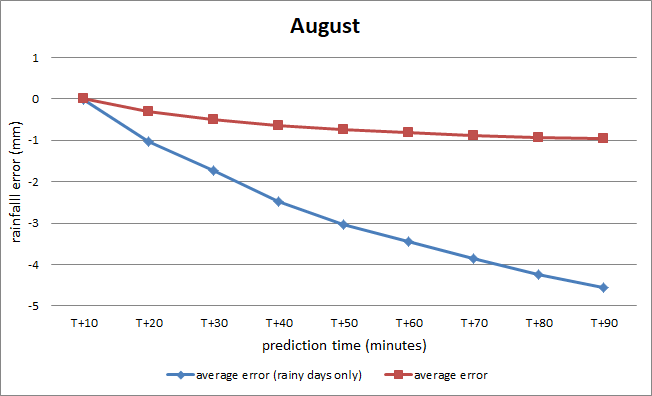 August
1
0
-1
-2
-3
-4
-5
rainfalll error (mm)
T+10 T+20 T+30 T+40 T+50 T+60 T+70 T+80 T+90
prediction time (minutes)
average error (rainy days only) average error